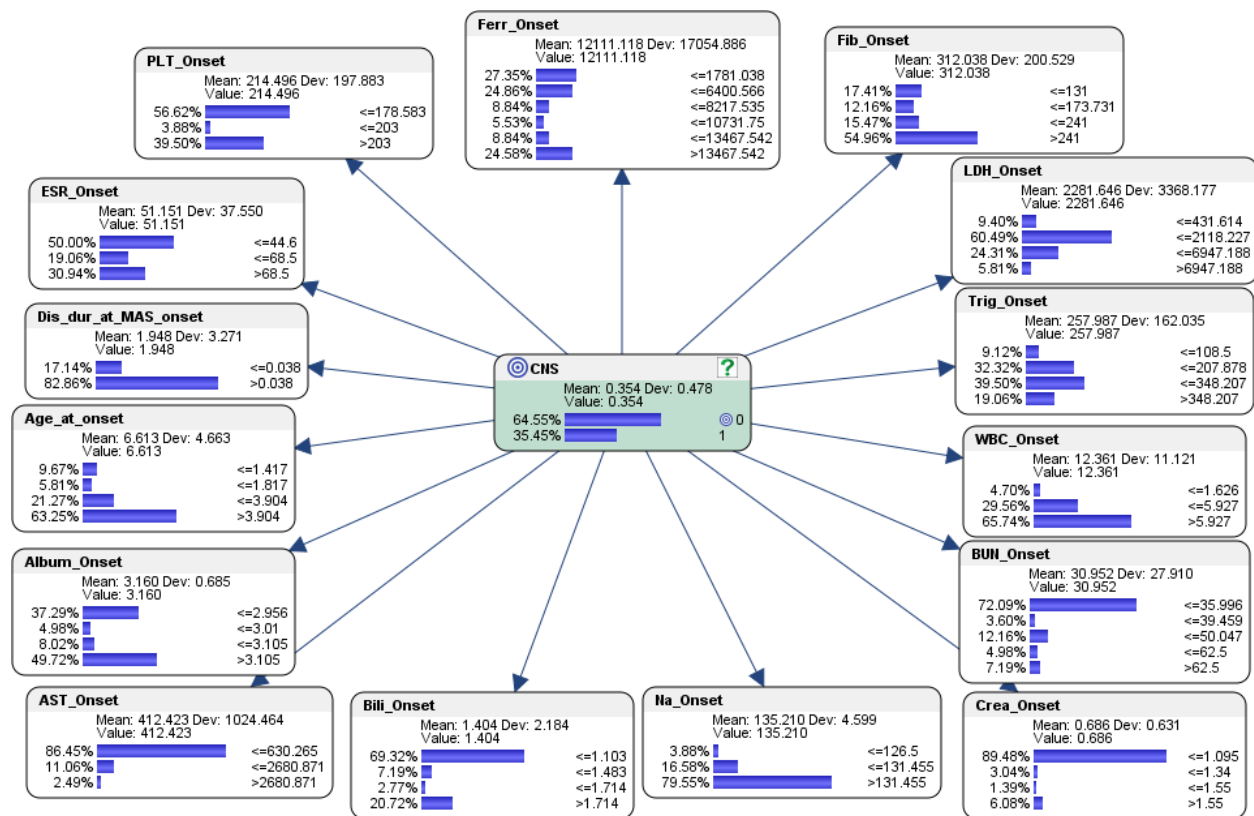 Ferr_Onset
Mean: 12111.118 Dev: 17054.886
Value: 12111.118
27.35% <=1781.038
24.86% <=6400.566
8.84% <=8217.535
5.53% <=10731.75
8.84% <=13467.542
24.58% >13467.542
Fib_Onset
Mean: 312.038 Dev: 200.529
Value: 312.038
17.41% <=131
12.16% <=173.731
15.47% <=241
54.96% >241
PLT_Onset
Mean: 214.496 Dev: 197.883
Value: 214.496
56.62% <=178.583
3.88% <=203
39.50% >203
LDH_Onset
Mean: 2281.646 Dev: 3368.177
Value: 2281.646
9.40% <=431.614
60.49% <=2118.227
24.31% <=6947.188
5.81% >6947.188
ESR_Onset
Mean: 51.151 Dev: 37.550
Value: 51.151
50.00% <=44.6
19.06% <=68.5
30.94% >68.5
Trig_Onset
Mean: 257.987 Dev: 162.035
Value: 257.987
9.12% <=108.5
32.32% <=207.878
39.50% <=348.207
19.06% >348.207
Dis_dur_at_MAS_onset
Mean: 1.948 Dev: 3.271
Value: 1.948
17.14% <=0.038
82.86% >0.038
CNS ?
Mean: 0.354 Dev: 0.478
Value: 0.354
64.55% 0
35.45% 1
Age_at_onset
Mean: 6.613 Dev: 4.663
Value: 6.613
9.67% <=1.417
5.81% <=1.817
21.27% <=3.904
63.25% >3.904
WBC_Onset
Mean: 12.361 Dev: 11.121
Value: 12.361
4.70% <=1.626
29.56% <=5.927
65.74% >5.927
Album_Onset
Mean: 3.160 Dev: 0.685
Value: 3.160
37.29% <=2.956
4.98% <=3.01
8.02% <=3.105
49.72% >3.105
BUN_Onset
Mean: 30.952 Dev: 27.910
Value: 30.952
72.09% <=35.996
3.60% <=39.459
12.16% <=50.047
4.98% <=62.5
7.19% >62.5
AST_Onset
Mean: 412.423 Dev: 1024.464
Value: 412.423
86.45% <=630.265
11.06% <=2680.871
2.49% >2680.871
Bili_Onset
Mean: 1.404 Dev: 2.184
Value: 1.404
69.32% <=1.103
7.19% <=1.483
2.77% <=1.714
20.72% >1.714
Na_Onset
Mean: 135.210 Dev: 4.599
Value: 135.210
3.88% <=126.5
16.58% <=131.455
79.55% >131.455
Crea_Onset
Mean: 0.686 Dev: 0.631
Value: 0.686
89.48% <=1.095
3.04% <=1.34
1.39% <=1.55
6.08% >1.55